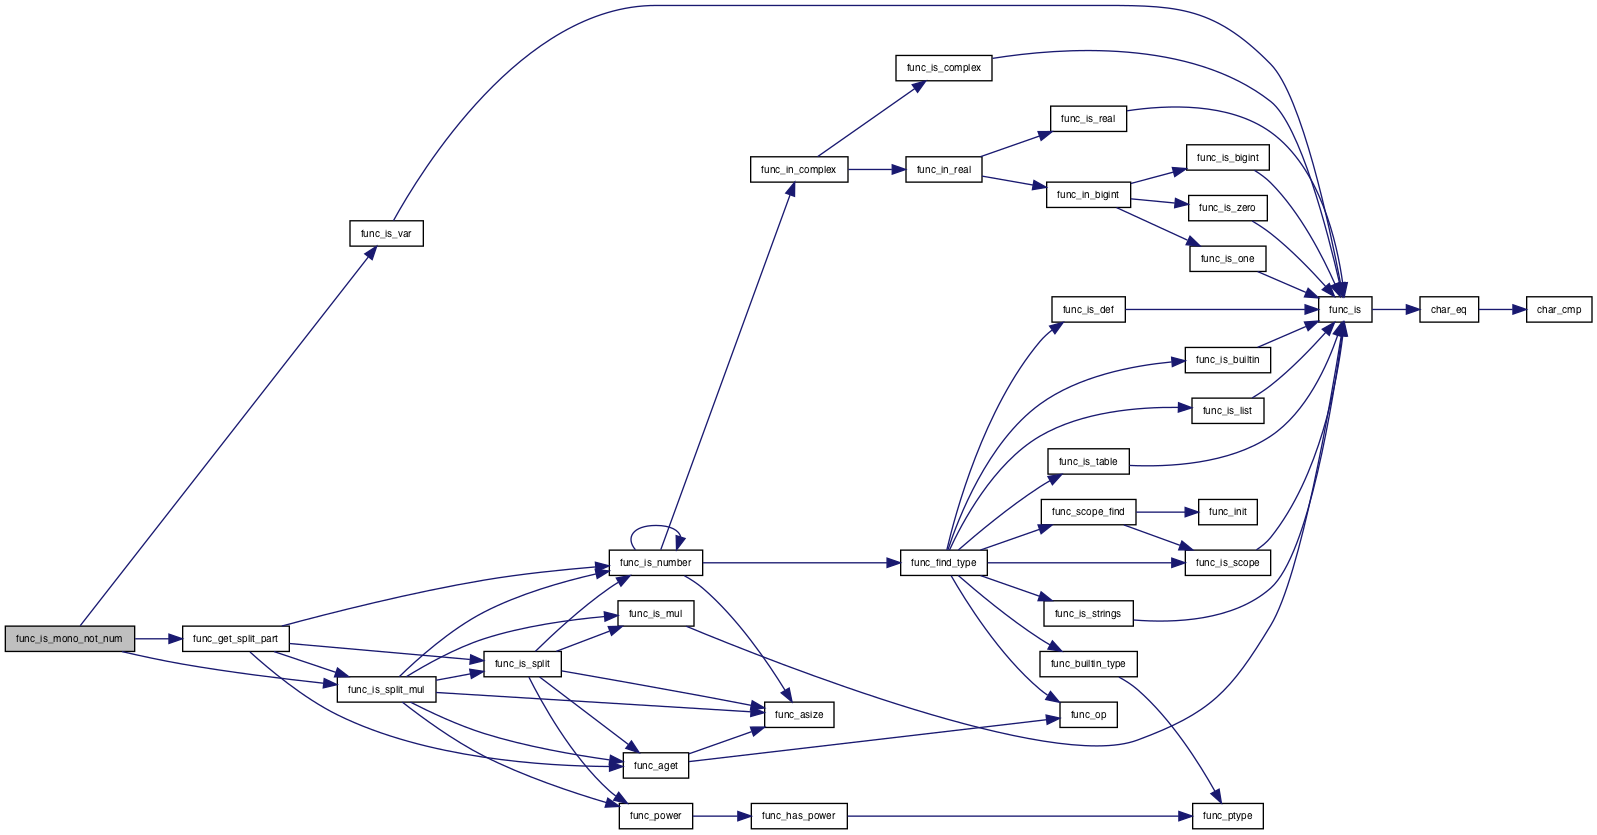 func_is_complex
func_is_real
func_is_bigint
func_in_complex
func_in_real
func_in_bigint
func_is_zero
func_is_var
func_is_one
func_is_def
func_is
char_eq
char_cmp
func_is_builtin
func_is_list
func_is_table
func_scope_find
func_init
func_is_number
func_find_type
func_is_scope
func_is_mul
func_is_strings
func_is_mono_not_num
func_get_split_part
func_is_split
func_builtin_type
func_is_split_mul
func_asize
func_op
func_aget
func_power
func_has_power
func_ptype